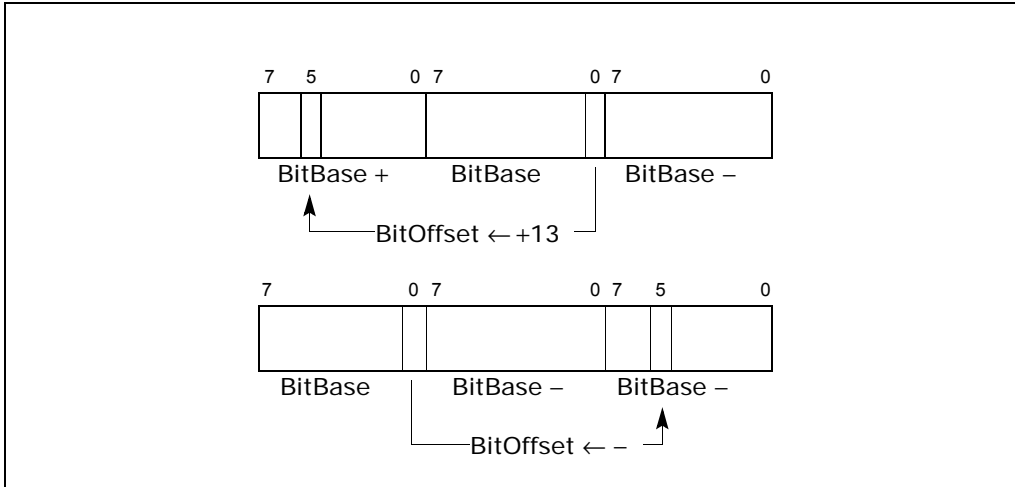 7 5 0 7 0 7 0
BitBase + BitBase BitBase −
BitOffset ← +13
7 0 7 0 7 5 0
BitBase BitBase − BitBase −
BitOffset ← −